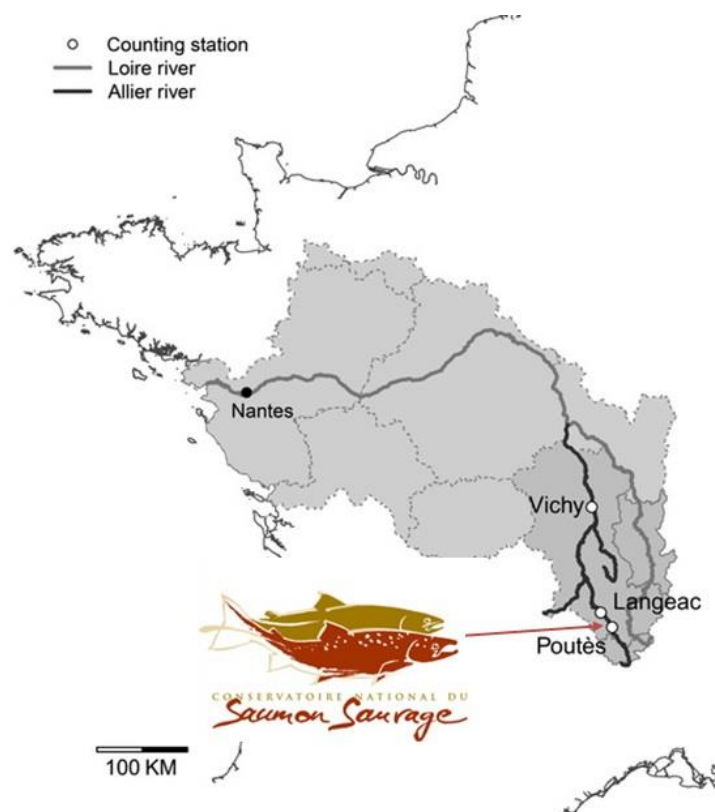 Counting station
Loire river
Allier river
Nantes
Vichy
Langeac
Poutès
CONSERVATOIRE NATIONAL DU
Saumon Sauvage
100 KM